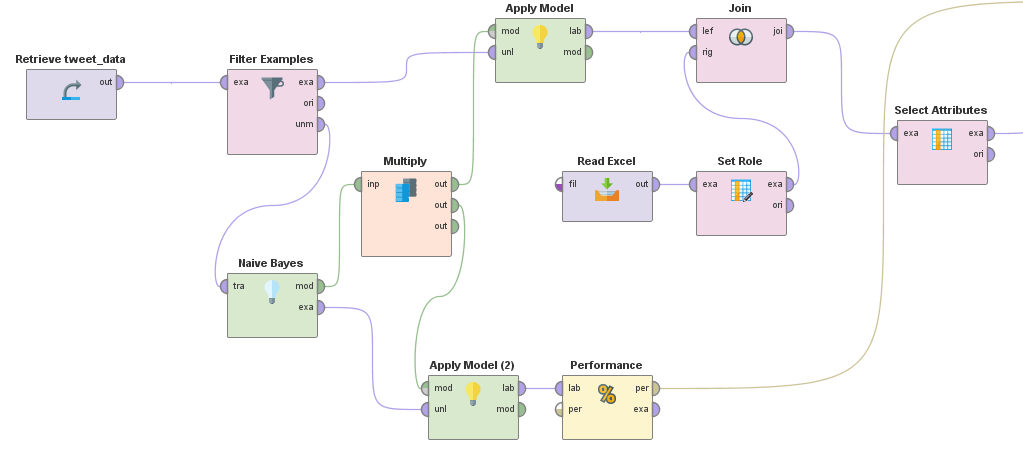 Apply Model
mod lab
unl mod
Join
lef joi
rig
Retrieve tweet_data
out
Filter Examples
exa exa
ori
unm
Select Attributes
exa exa
ori
Multiply
inp out
out
out
Read Excel
fil out
Set Role
exa exa
ori
Naive Bayes
tra mod
exa
Apply Model (2)
mod lab
unl mod
Performance
%
lab per
per exa